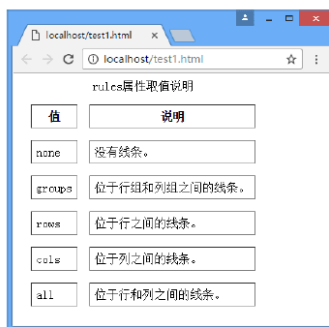 localhost/test1.html
localhost/test1.html
rules属性取值说明
值 说明
none 没有线条。
groups 位于行组和列组之间的线条。
rows 位于行之间的线条。
cols 位于列之间的线条。
all 位于行和列之间的线条。